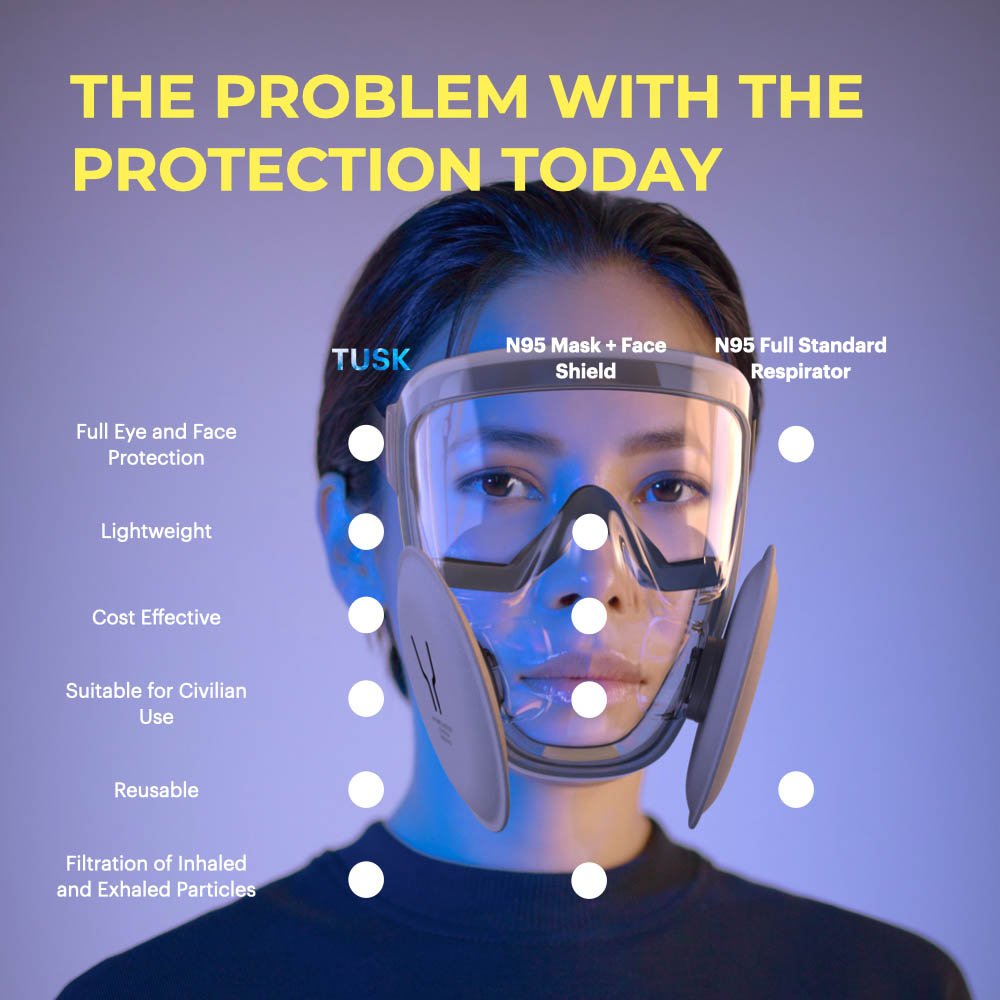 THE PROBLEM WITH THE
PROTECTION TODAY
TUSK
N95 Mask + Face
Shield
N95 Full Standard
Respirator
Full Eye and Face
Protection
Lightweight
Cost Effective
Suitable for Civilian
Use
Reusable
Filtration of Inhaled
and Exhaled Particles